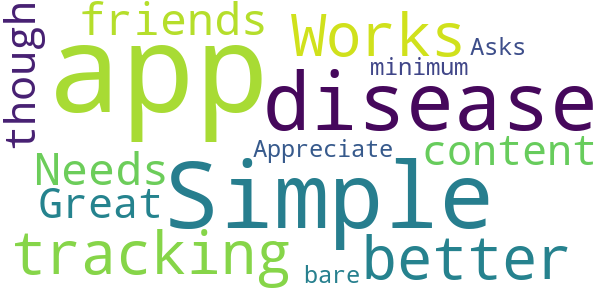 though
friends
Works
Asks
app
minimum
disease
Appreciate
content
Needs
Simple
Great
tracking
better
bare